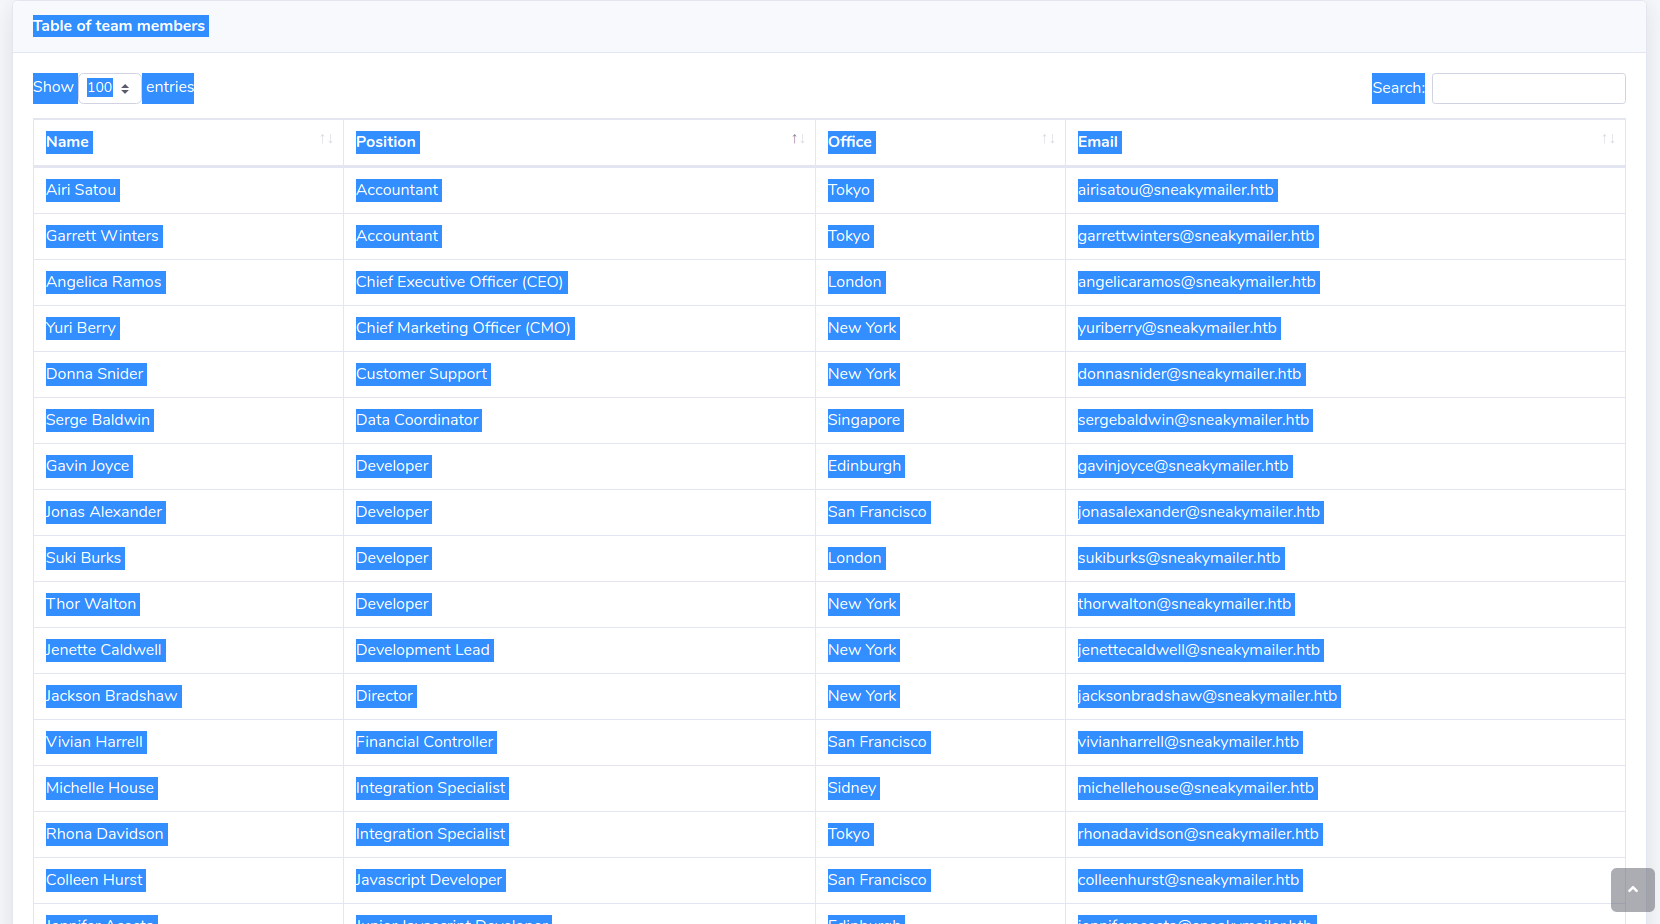 Table of team members
Show 100 entries Search:
Name Position Office Email
Airi Satou Accountant Tokyo airisatou@sneakymailer.htb
Garrett Winters Accountant Tokyo garrettwinters@sneakymailer.htb
Angelica Ramos Chief Executive Officer (CEO) London angelicaramos@sneakymailer.htb
Yuri Berry Chief Marketing Officer (CMO) New York yuriberry@sneakymailer.htb
Donna Snider Customer Support New York donnasnider@sneakymailer.htb
Serge Baldwin Data Coordinator Singapore sergebaldwin@sneakymailer.htb
Gavin Joyce Developer Edinburgh gavinjoyce@sneakymailer.htb
Jonas Alexander Developer San Francisco jonasalexander@sneakymailer.htb
Suki Burks Developer London sukiburks@sneakymailer.htb
Thor Walton Developer New York thorwalton@sneakymailer.htb
Jenette Caldwell Development Lead New York jenettecaldwell@sneakymailer.htb
Jackson Bradshaw Director New York jacksonbradshaw@sneakymailer.htb
Vivian Harrell Financial Controller San Francisco vivianharrell@sneakymailer.htb
Michelle House Integration Specialist Sidney michellehouse@sneakymailer.htb
Rhona Davidson Integration Specialist Tokyo rhonadavidson@sneakymailer.htb
Colleen Hurst Javascript Developer San Francisco colleenhurst@sneakymailer.htb